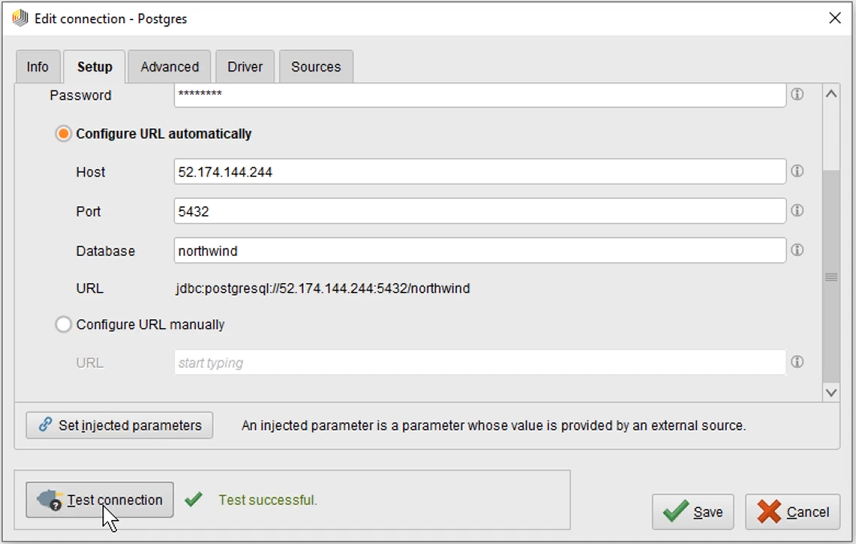 Edit connection - Postgres
Info Setup Advanced Driver Sources
Password ********
Configure URL automatically
Host 52.174.144.244
Port 5432
Database northwind
URL jdbc:postgresql://52.174.144.244:5432/northwind
Configure URL manually
URL start typing
Set injected parameters An injected parameter is a parameter whose value is provided by an external source.
? Test connection Test successful.
Save Cancel